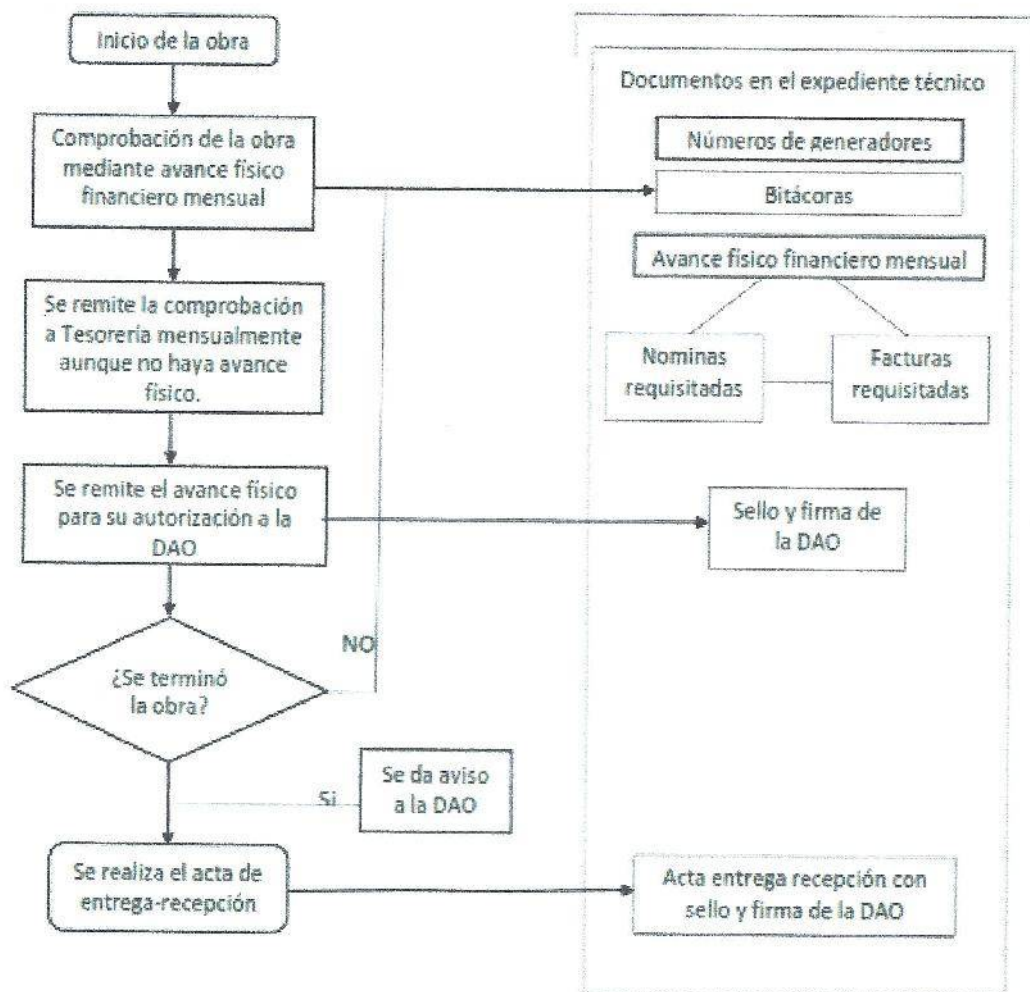 Inicio de la obra
Comprobación de la obra
mediante avance físico
financiero mensual
Se remite la comprobación
a Tesorería mensualmente
aunque no haya avance
físico.
Se remite el avance físico
para su autorización a la
DAO
¿Se terminó
la obra?
NO
Si
Se da aviso
a la DAO
Se realiza el acta de
entrega-recepción
Documentos en el expediente técnico
Números de generadores
Bitácoras
Avance físico financiero mensual
Nominas
requisitadas
Facturas
requisitadas
Sello y firma de
la DAO
Acta entrega recepción con
sello y firma de la DAO